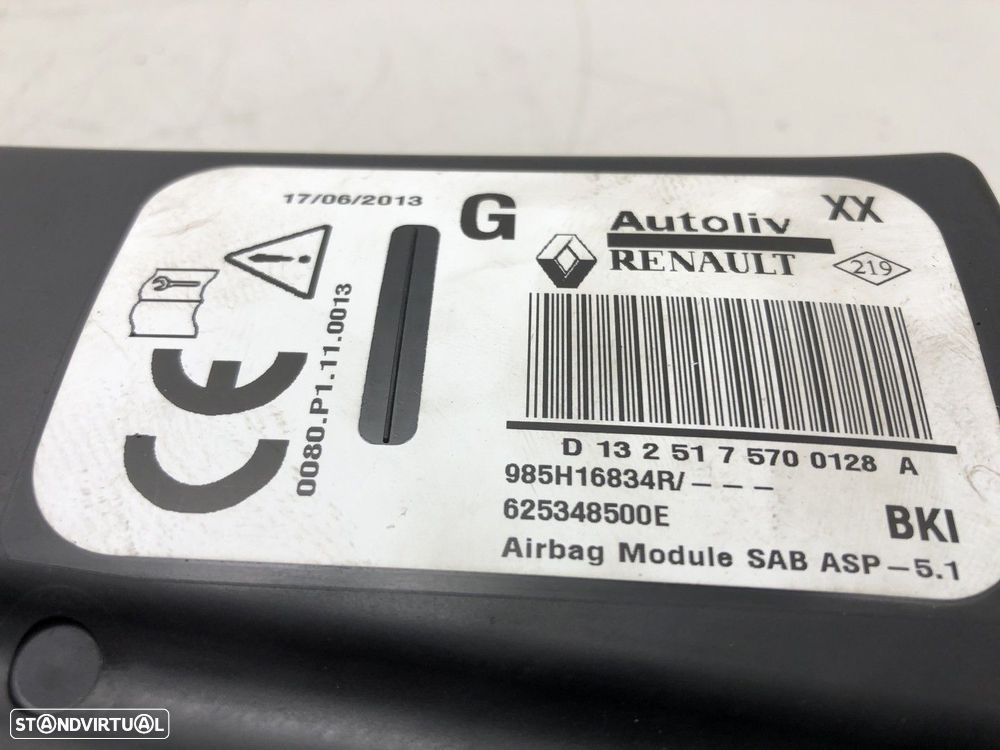 17/06/2013
G
Autoliv
XX
RENAULT
219
CE
0080.P1.11.0013
D 13 2 51 7 570 0128 A
985H16834R/---
625348500E
BKI
Airbag Module SAB ASP-5.1
STANDVIRTUAL